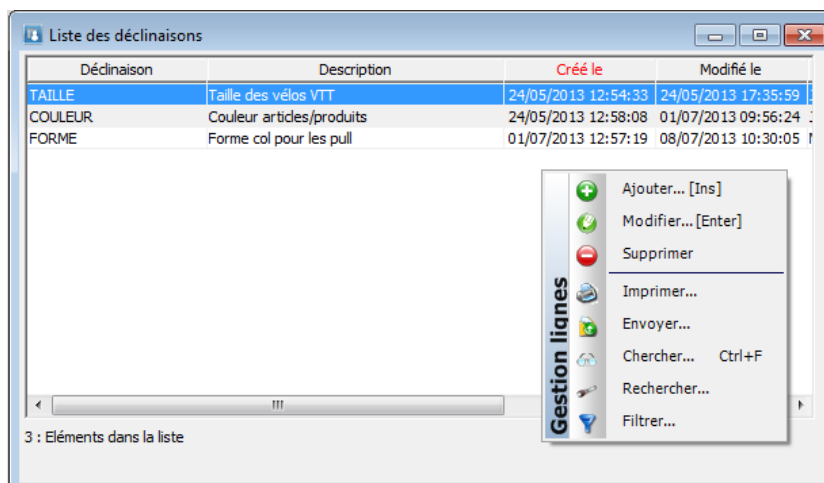 Liste des déclinaisons
Déclinaison Description Créé le Modifié le
TAILLE Taille des vélos VTT 24/05/2013 12:54:33 24/05/2013 17:35:59
COULEUR Couleur articles/produits 24/05/2013 12:58:08 01/07/2013 09:56:24
FORME Forme col pour les pull 01/07/2013 12:57:19 08/07/2013 10:30:05
Gestion lignes
Ajouter... [Ins]
Modifier... [Enter]
Supprimer
Imprimer...
Envoyer...
Chercher... Ctrl+F
Rechercher...
Filtrer...
3 : Eléments dans la liste